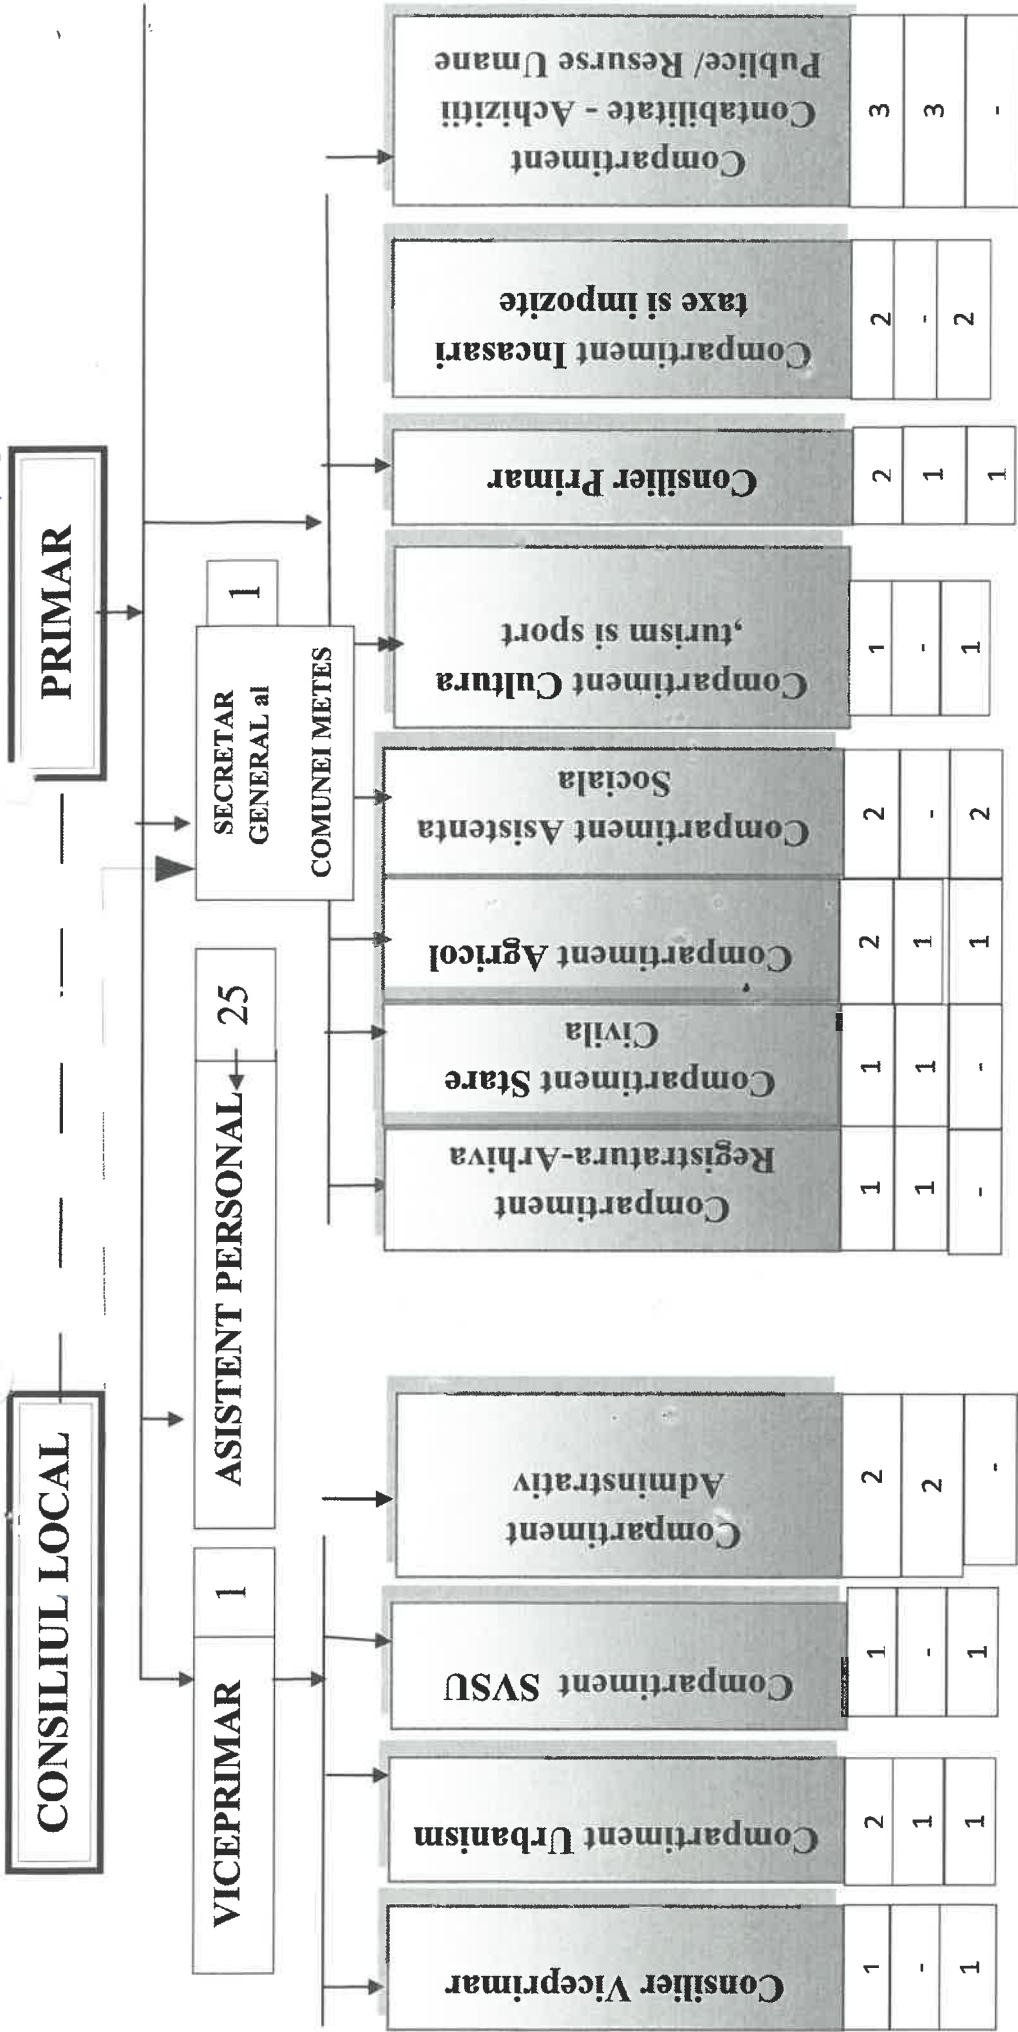 CONSILIUL LOCAL
PRIMAR
VICEPRIMAR
1
ASISTENT PERSONAL
25
SECRETAR
GENERAL al
COMUNEI METES
1
Consilier Viceprimar
1
-
1
Compartiment Urbanism
2
1
1
Compartiment SVSU
1
-
1
Compartiment
Adminstrativ
2
2
-
Compartiment
Registratura-Arhiva
1
1
-
Compartiment Stare
Civila
1
1
-
Compartiment Agricol
2
1
1
Compartiment Asistenta
Sociala
2
-
2
Compartiment Cultura
,turism si sport
1
-
1
Consilier Primar
2
1
1
Compartiment Incasari
taxe si impozite
2
-
2
Compartiment
Contabilitate - Achizitii
Publice/ Resurse Umane
3
3
-